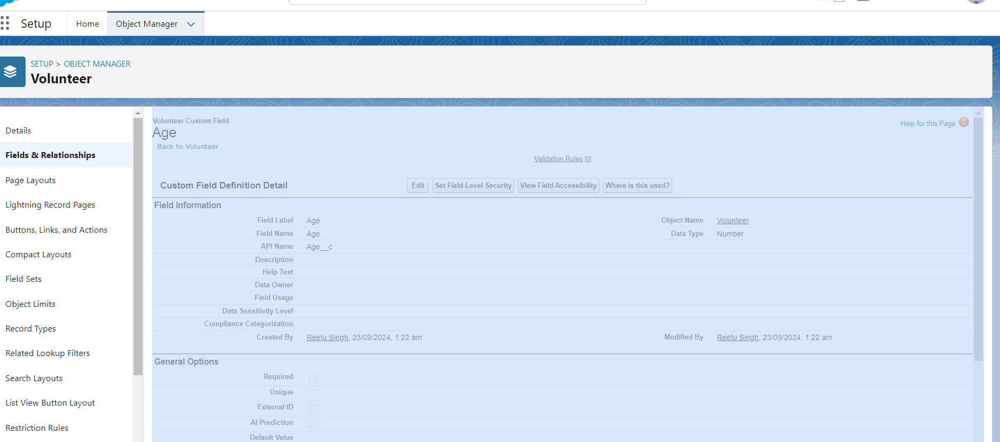 Setup
Home
Object Manager
SETUP > OBJECT MANAGER
Volunteer
Details
Fields & Relationships
Page Layouts
Lightning Record Pages
Buttons, Links, and Actions
Compact Layouts
Field Sets
Object Limits
Record Types
Related Lookup Filters
Search Layouts
List View Button Layout
Restriction Rules
Volunteer Custom Field
Age
Back to Volunteer
Help for this Page ?
Validation Rules [0]
Custom Field Definition Detail
Edit
Set Field-Level Security
View Field Accessibility
Where is this used?
Field Information
Field Label Age Object Name Volunteer
Field Name Age Data Type Number
API Name Age__c
Description
Help Text
Data Owner
Field Usage
Data Sensitivity Level
Compliance Categorization
Created By Reetu Singh, 23/09/2024, 1:22 am Modified By Reetu Singh, 23/09/2024, 1:22 am
General Options
Required
Unique
External ID
AI Prediction
Default Value